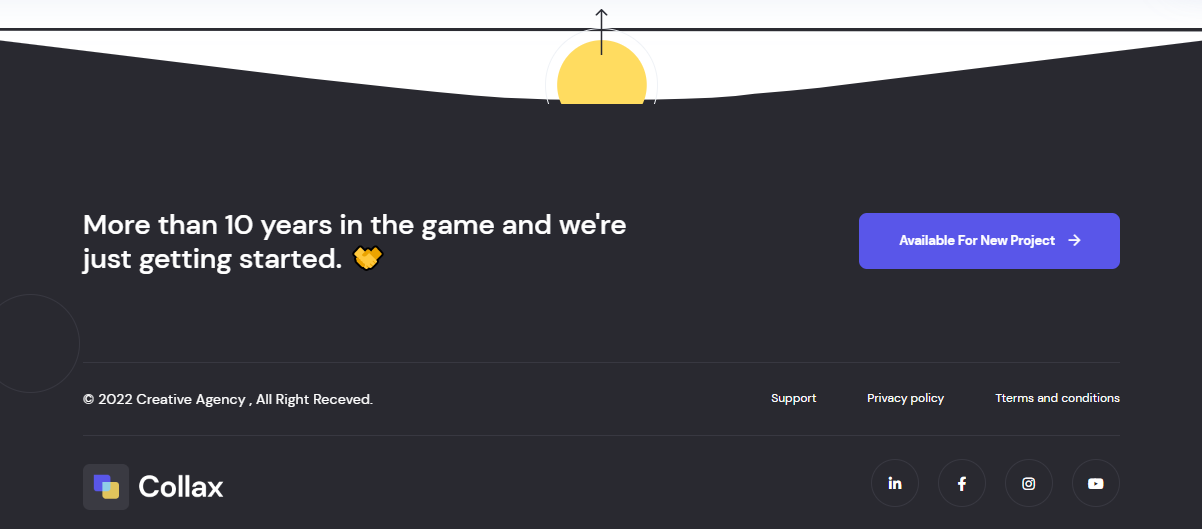 More than 10 years in the game and we're
just getting started.
Available For New Project
© 2022 Creative Agency , All Right Receved.
Support
Privacy policy
Tterms and conditions
Collax